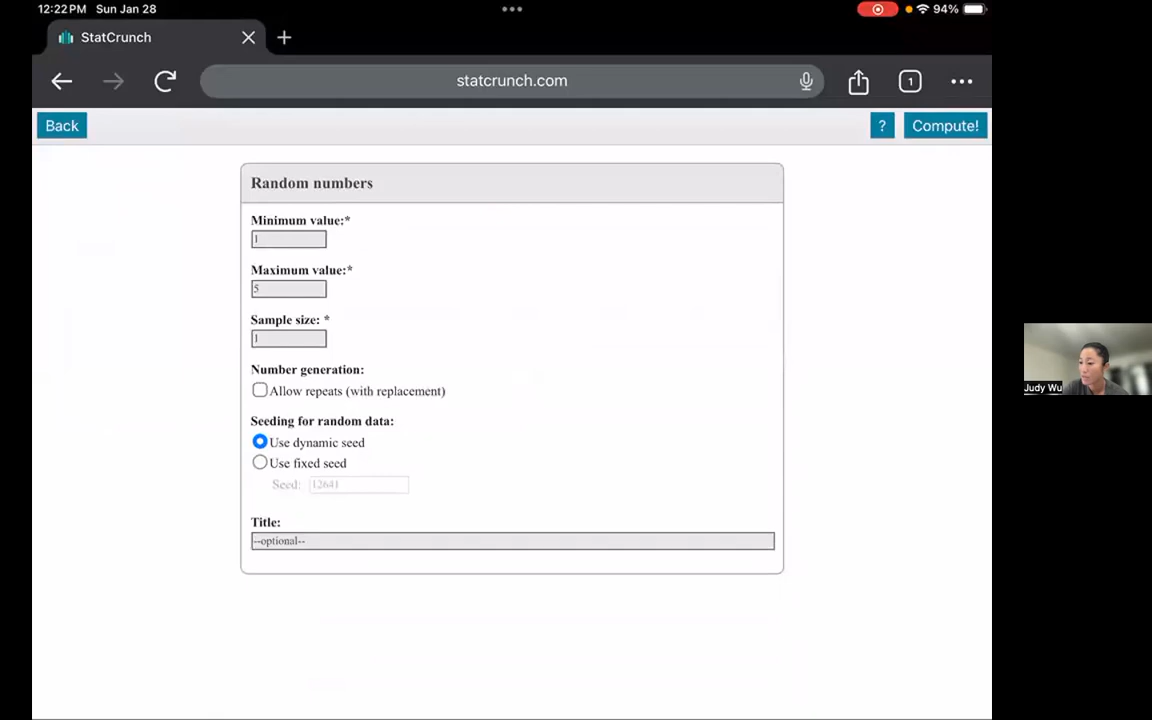 12:22 PM Sun Jan 28
94%
StatCrunch
statcrunch.com
1
Back
?
Compute!
Random numbers
Minimum value:*
1
Maximum value:*
5
Sample size: *
1
Number generation:
Allow repeats (with replacement)
Seeding for random data:
Use dynamic seed
Use fixed seed
Seed: 12641
Title:
--optional--
Judy Wu